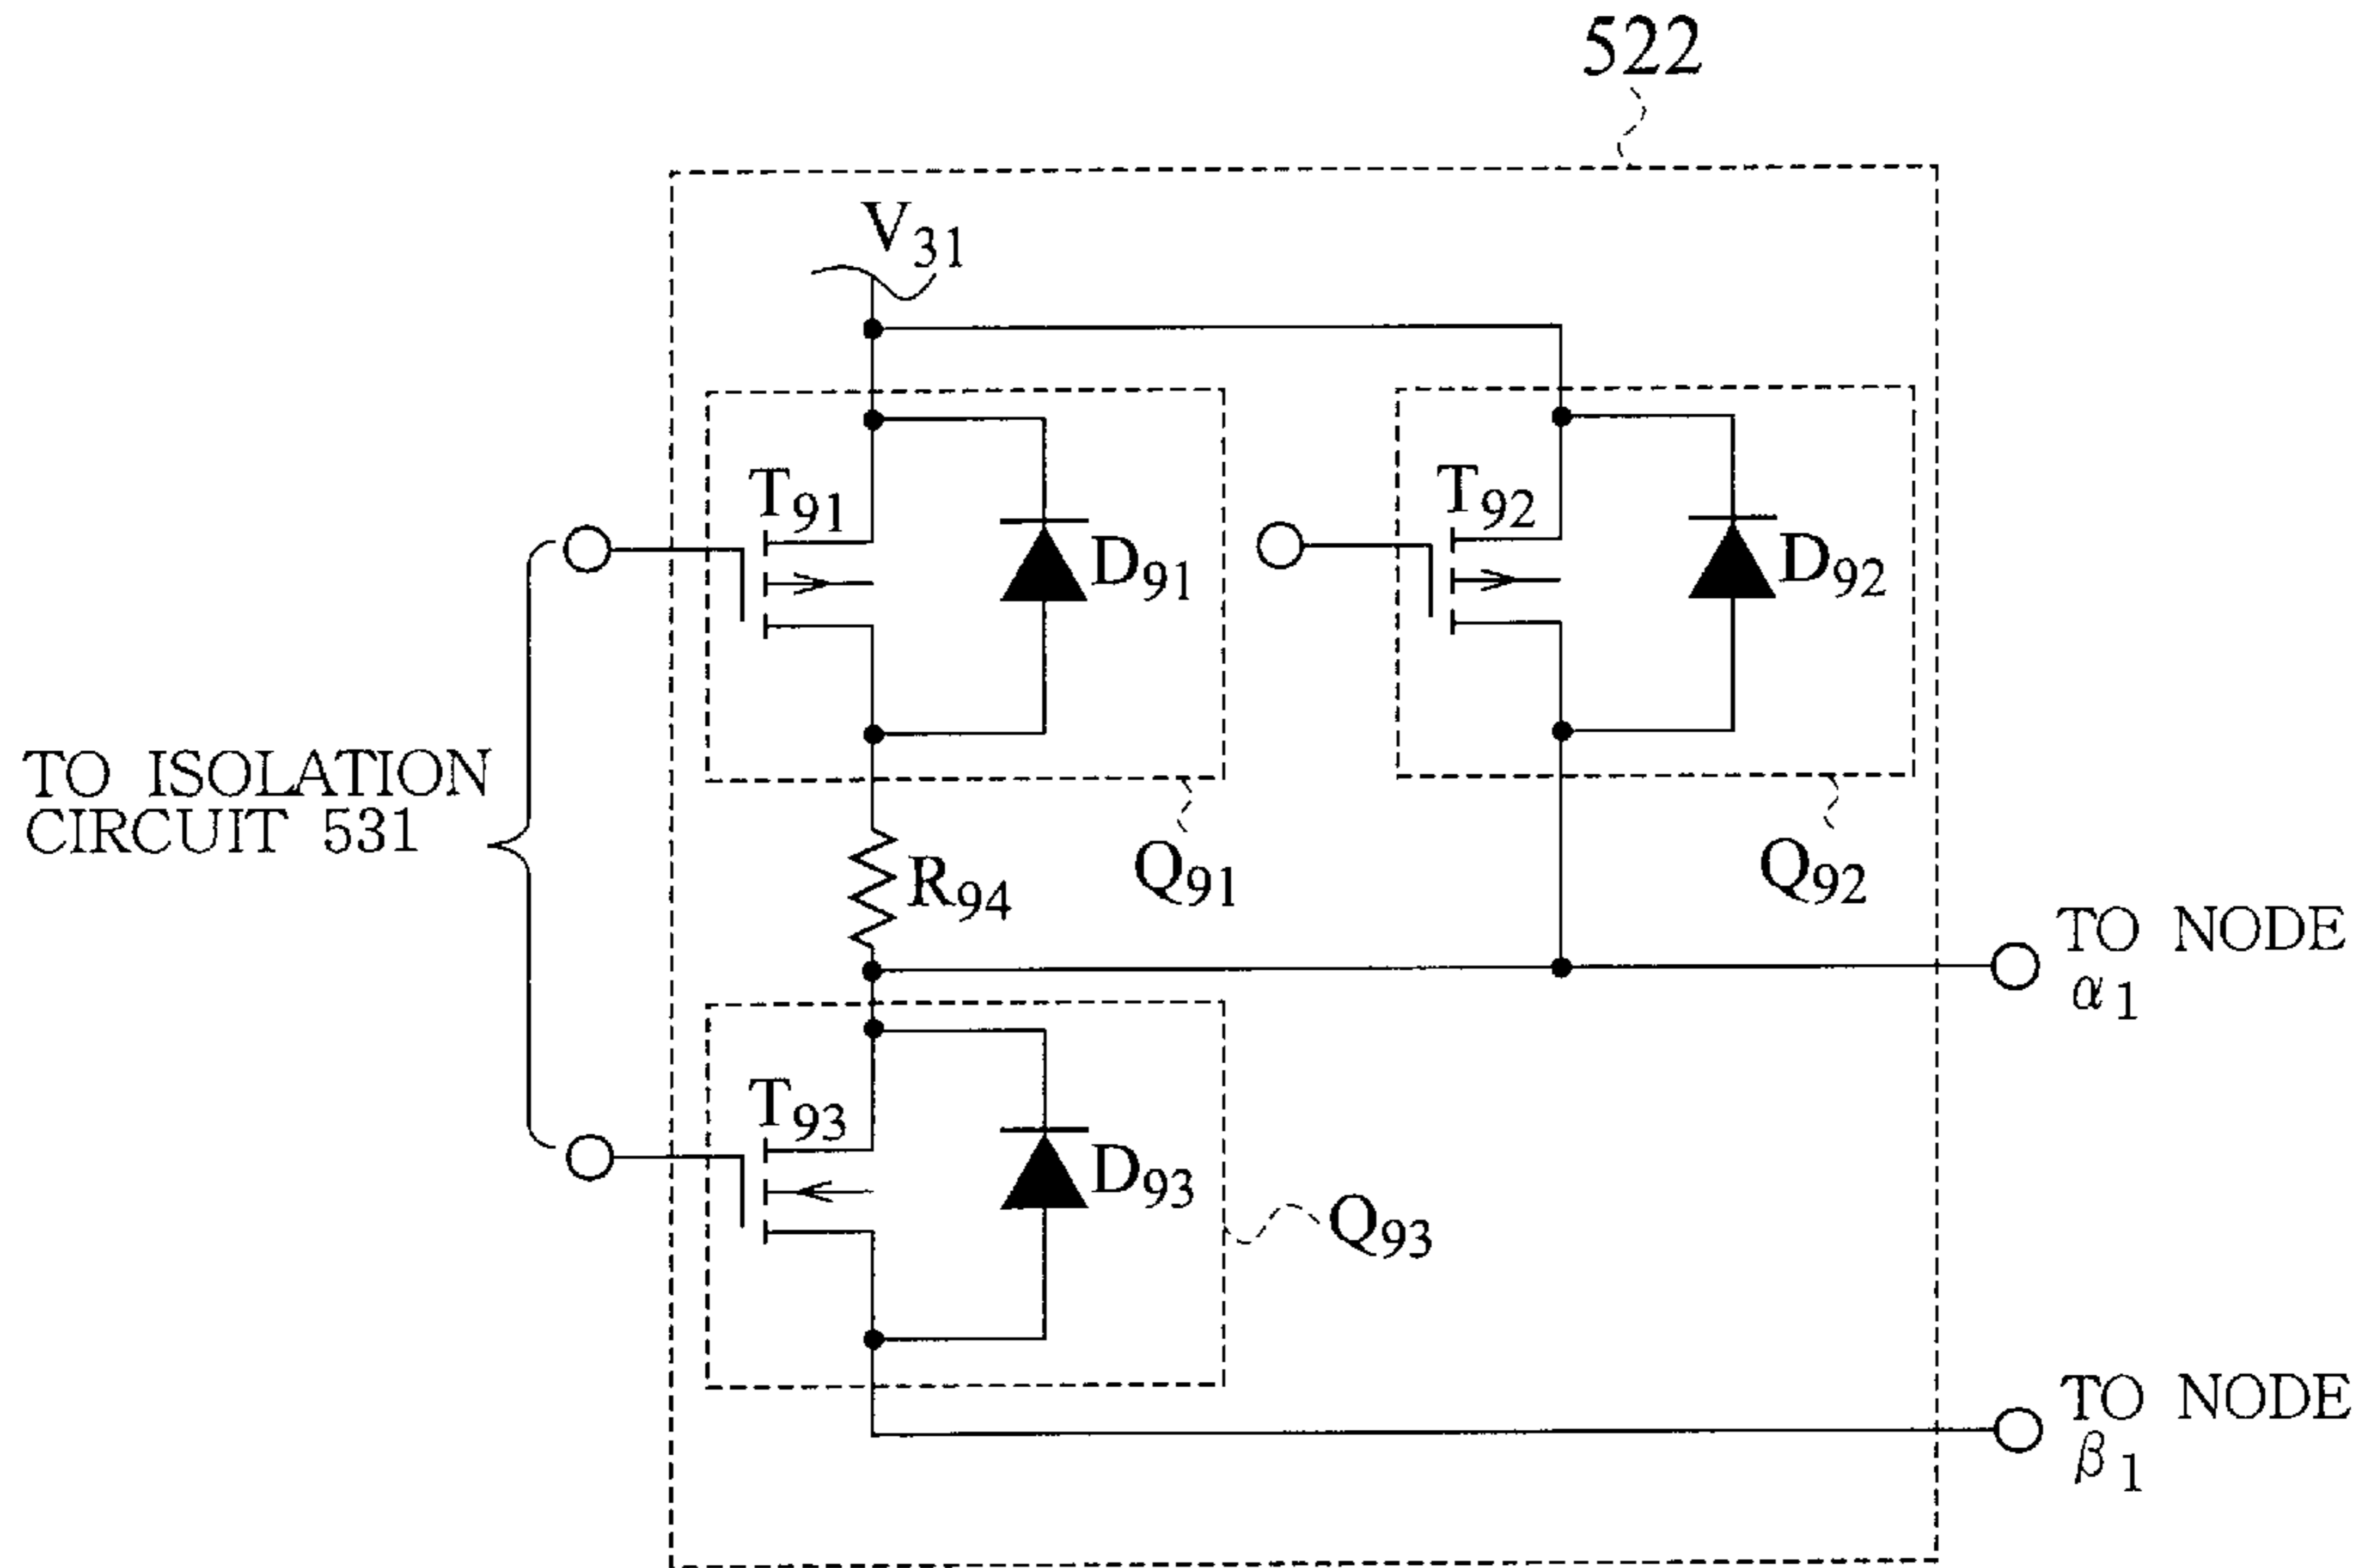 522
V31
T91
D91
T92
D92
TO ISOLATION
CIRCUIT 531
R94
Q91
Q92
TO NODE
α1
T93
D93
Q93
TO NODE
β1